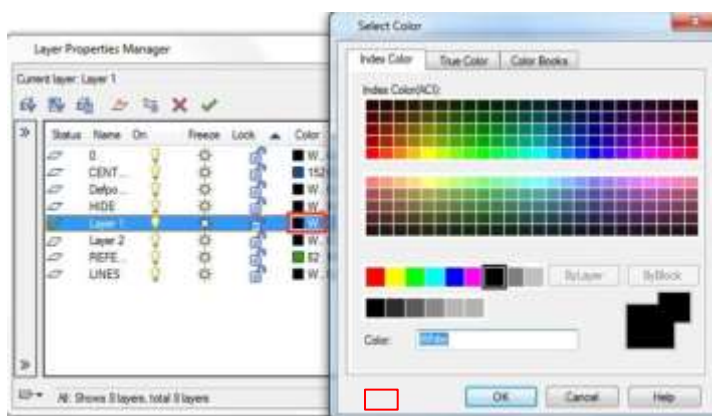 Layer Properties Manager
Current layer: Layer 1
Status Name On Freeze Lock Color
0 W...
CENT... 152
Defpo... W...
HIDE W...
Layer 1 W...
Layer 2 W...
REFE... 52
LINES W...
All: Shows 8 layers, total 8 layers
Select Color
Index Color True Color Color Books
Index Color(ACI):
ByLayer ByBlock
Color: White
OK Cancel Help